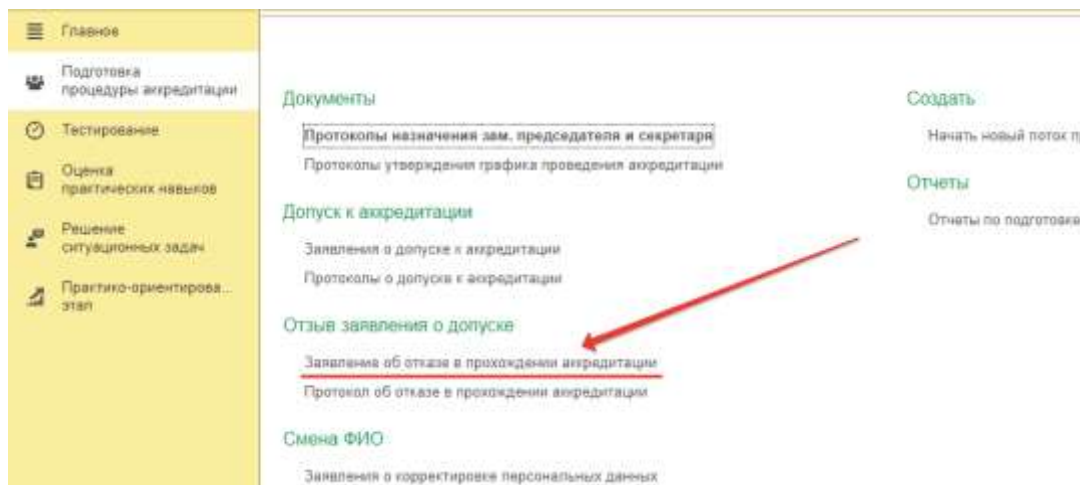 Главное
Подготовка
процедуры аккредитации
Тестирование
Оценка
практических навыков
Решение
ситуационных задач
Практико-ориентирова...
этап
Документы
Протоколы назначения зам. председателя и секретаря
Протоколы утверждения графика проведения аккредитации
Допуск к аккредитации
Заявления о допуске к аккредитации
Протоколы о допуске к аккредитации
Отзыв заявления о допуске
Заявление об отказе в прохождении аккредитации
Протокол об отказе в прохождении аккредитации
Смена ФИО
Заявления о корректировке персональных данных
Создать
Начать новый поток п
Отчеты
Отчеты по подготовке